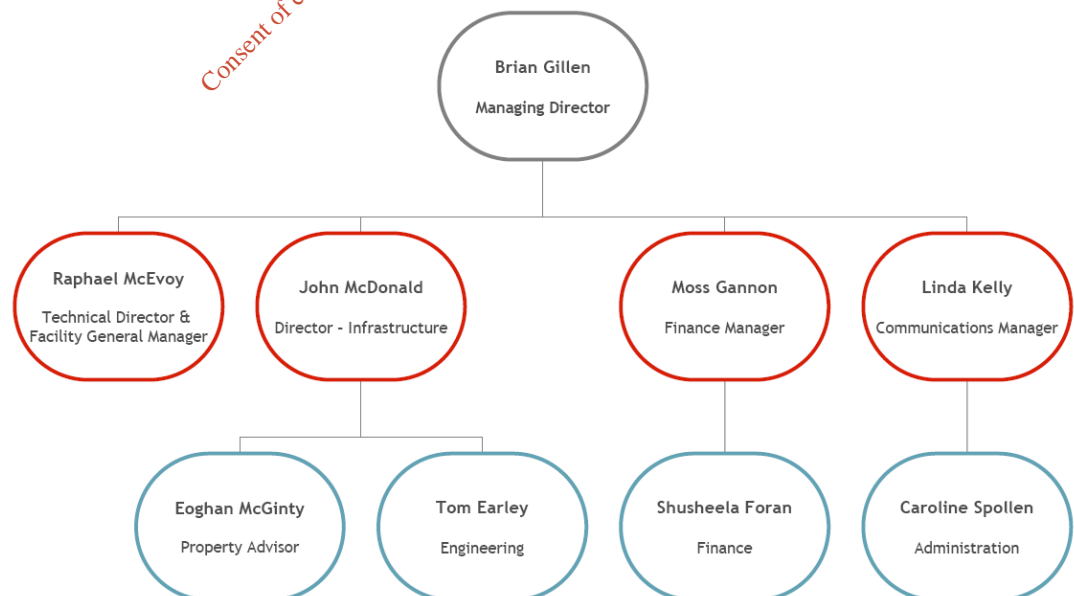 Consent of
Brian Gillen
Managing Director
Raphael McEvoy
Technical Director &
Facility General Manager
John McDonald
Director - Infrastructure
Moss Gannon
Finance Manager
Linda Kelly
Communications Manager
Eoghan McGinty
Property Advisor
Tom Earley
Engineering
Shusheela Foran
Finance
Caroline Spollen
Administration